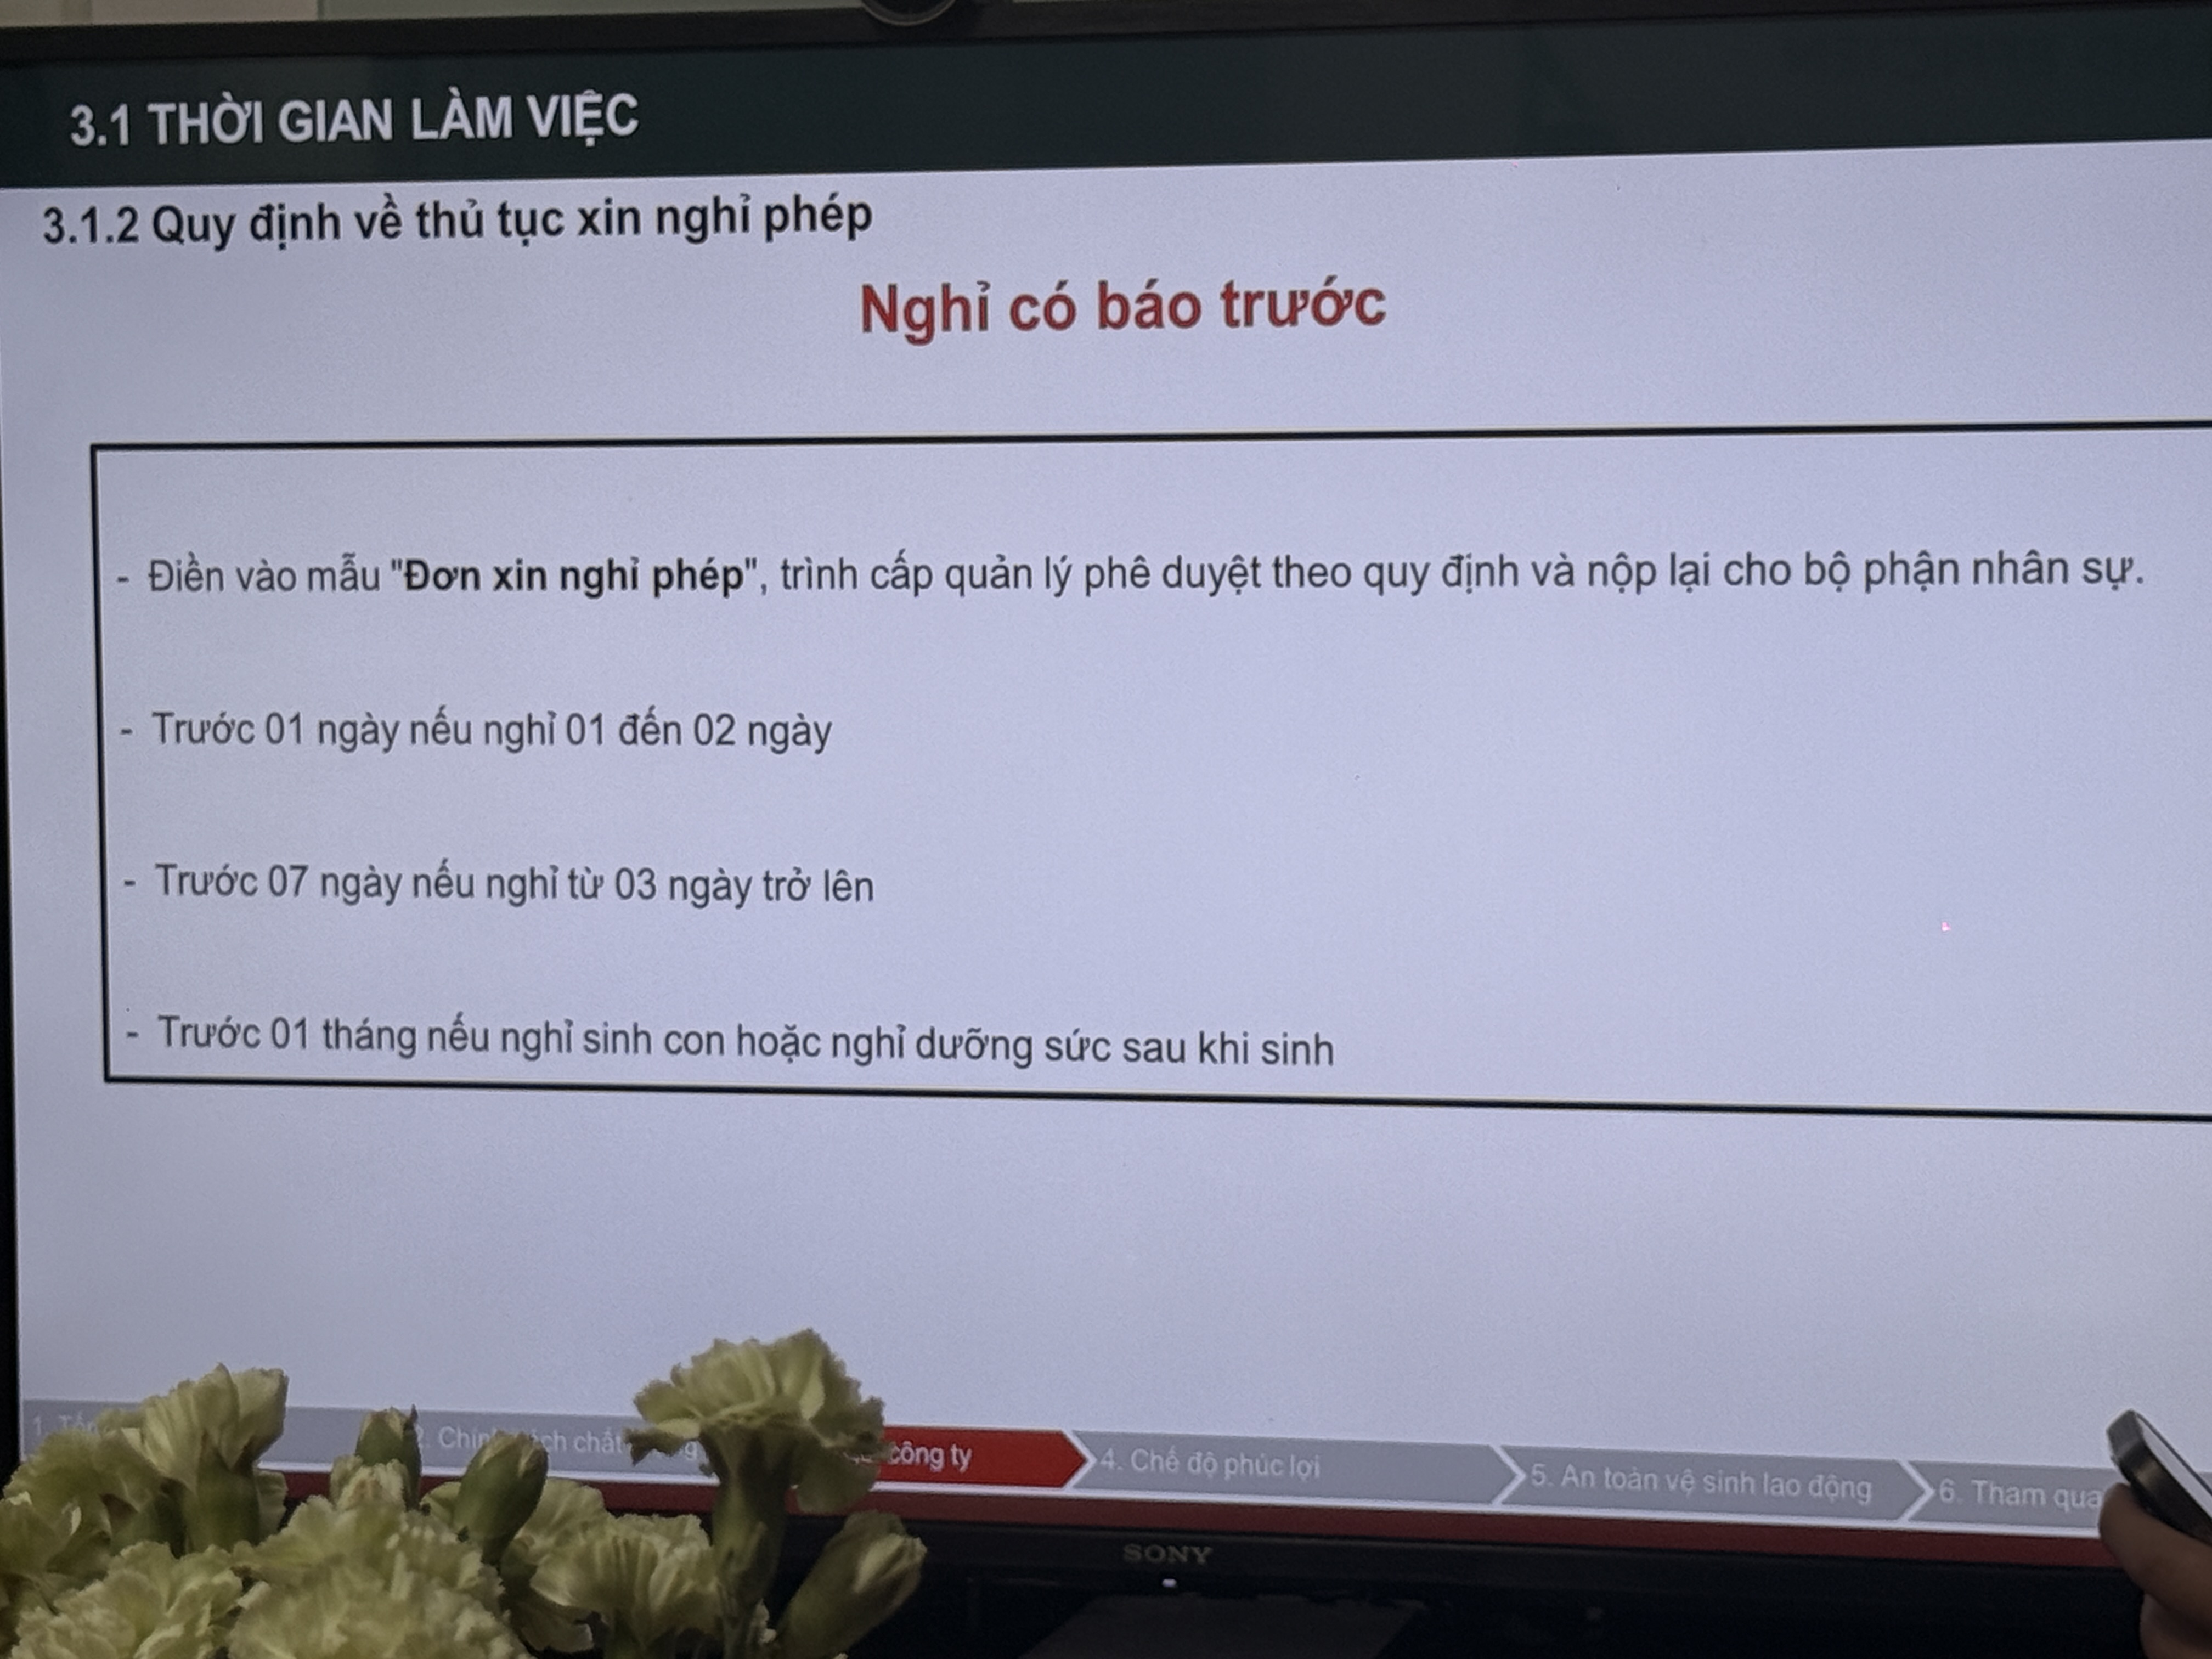 3.1 THỜI GIAN LÀM VIỆC
3.1.2 Quy định về thủ tục xin nghỉ phép
Nghỉ có báo trước
- Điền vào mẫu "Đơn xin nghỉ phép", trình cấp quản lý phê duyệt theo quy định và nộp lại cho bộ phận nhân sự.
- Trước 01 ngày nếu nghỉ 01 đến 02 ngày
- Trước 07 ngày nếu nghỉ từ 03 ngày trở lên
- Trước 01 tháng nếu nghỉ sinh con hoặc nghỉ dưỡng sức sau khi sinh
1. 2. chất công ty 4. Chế độ phúc lợi 5. An toàn vệ sinh lao động 6. Tham
SONY